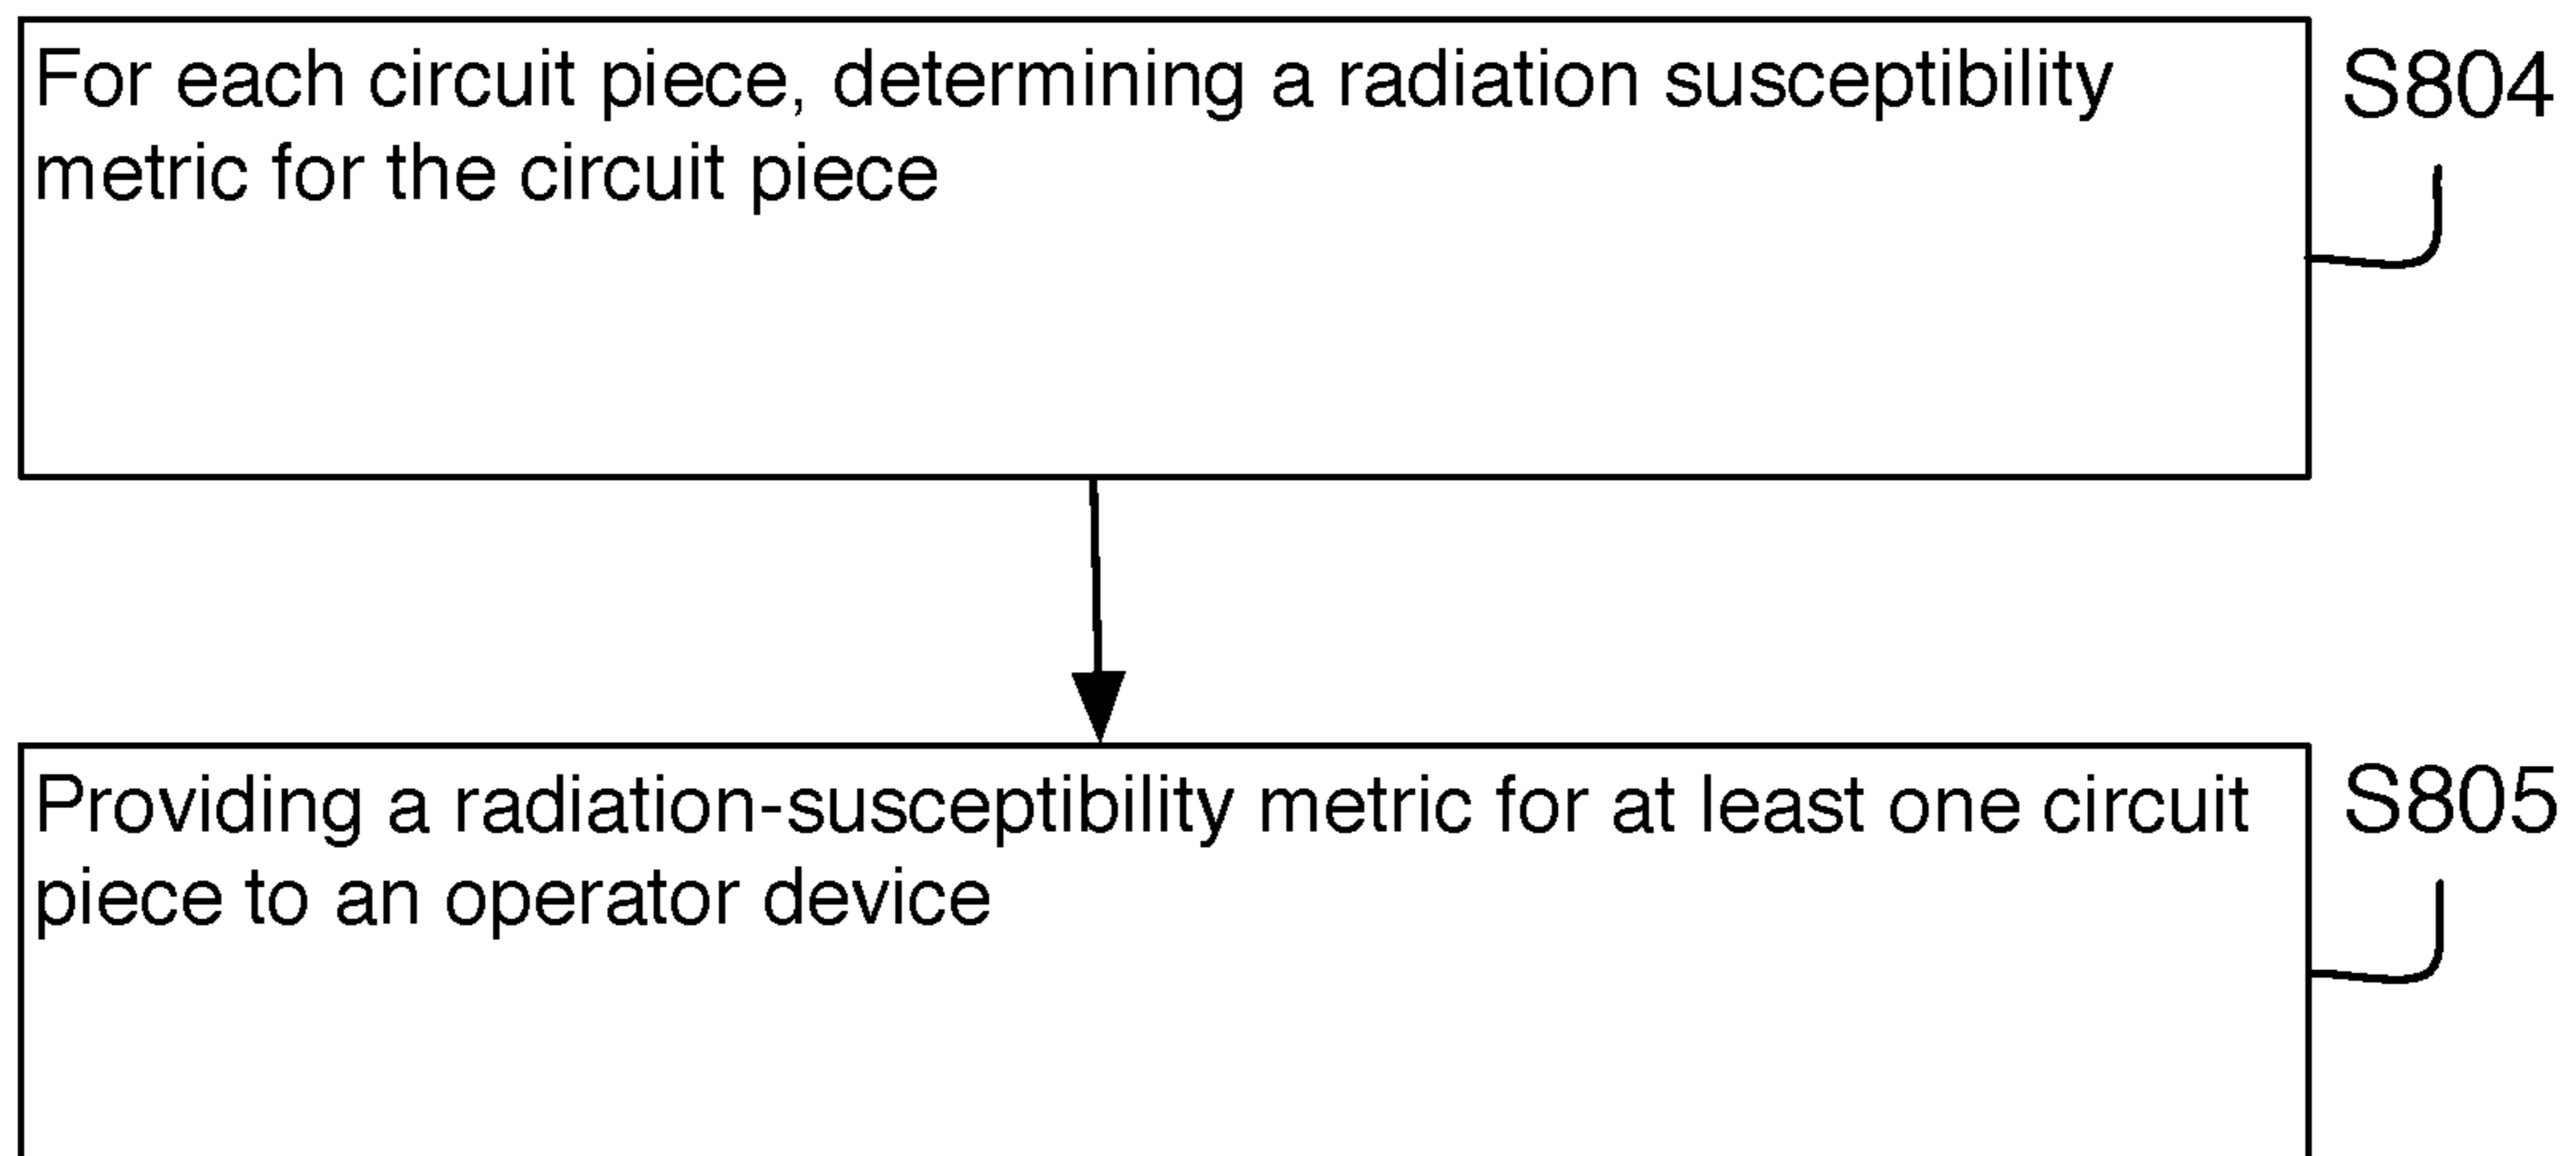 For each circuit piece, determining a radiation susceptibility
metric for the circuit piece
S804
Providing a radiation-susceptibility metric for at least one circuit
piece to an operator device
S805